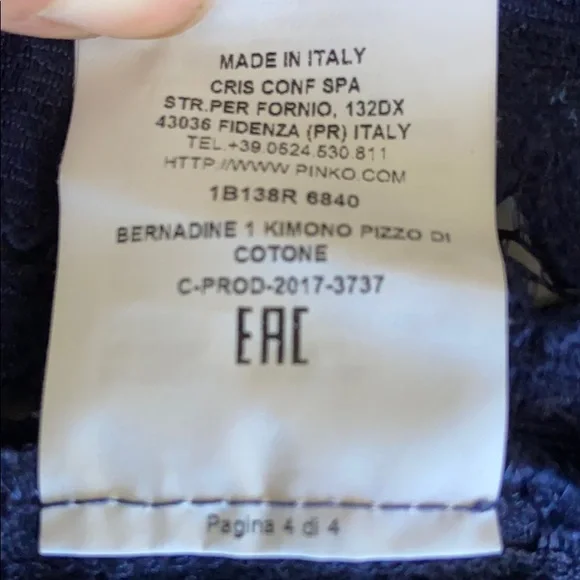 MADE IN ITALY
CRIS CONF SPA
STR.PER FORNIO, 132DX
43036 FIDENZA (PR) ITALY
TEL.+39.0524.530.811
HTTP://WWW.PINKO.COM
1B138R 6840
BERNADINE 1 KIMONO PIZZO DI
COTONE
C-PROD-2017-3737
EAC
Pagina 4 di 4